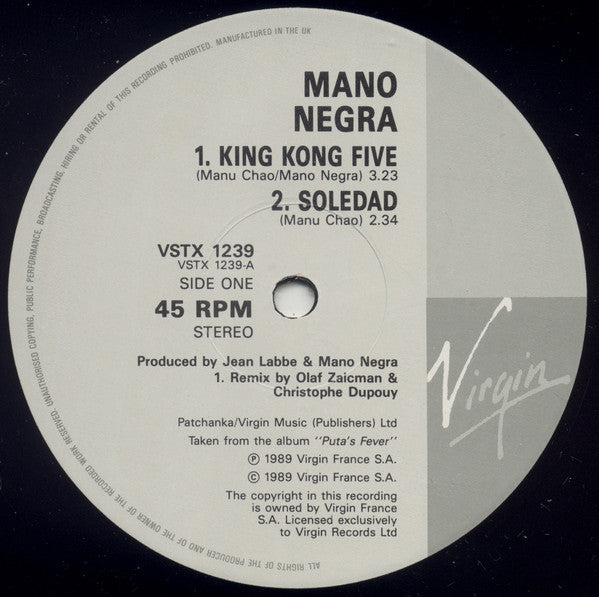 ALL RIGHTS OF THE PRODUCER AND OF THE OWNER OF THE RECORDED WORK RESERVED. UNAUTHORISED COPYING, PUBLIC PERFORMANCE, BROADCASTING, HIRING OR RENTAL OF THIS RECORDING PROHIBITED. MANUFACTURED IN THE UK
MANO
NEGRA
1. KING KONG FIVE
(Manu Chao/Mano Negra) 3.23
2. SOLEDAD
(Manu Chao) 2.34
VSTX 1239
VSTX 1239-A
SIDE ONE
45 RPM
STEREO
Produced by Jean Labbe & Mano Negra
1. Remix by Olaf Zaicman &
Christophe Dupouy
Virgin
Patchanka/Virgin Music (Publishers) Ltd
Taken from the album "Puta's Fever"
℗ 1989 Virgin France S.A.
© 1989 Virgin France S.A.
The copyright in this recording
is owned by Virgin France
S.A. Licensed exclusively
to Virgin Records Ltd